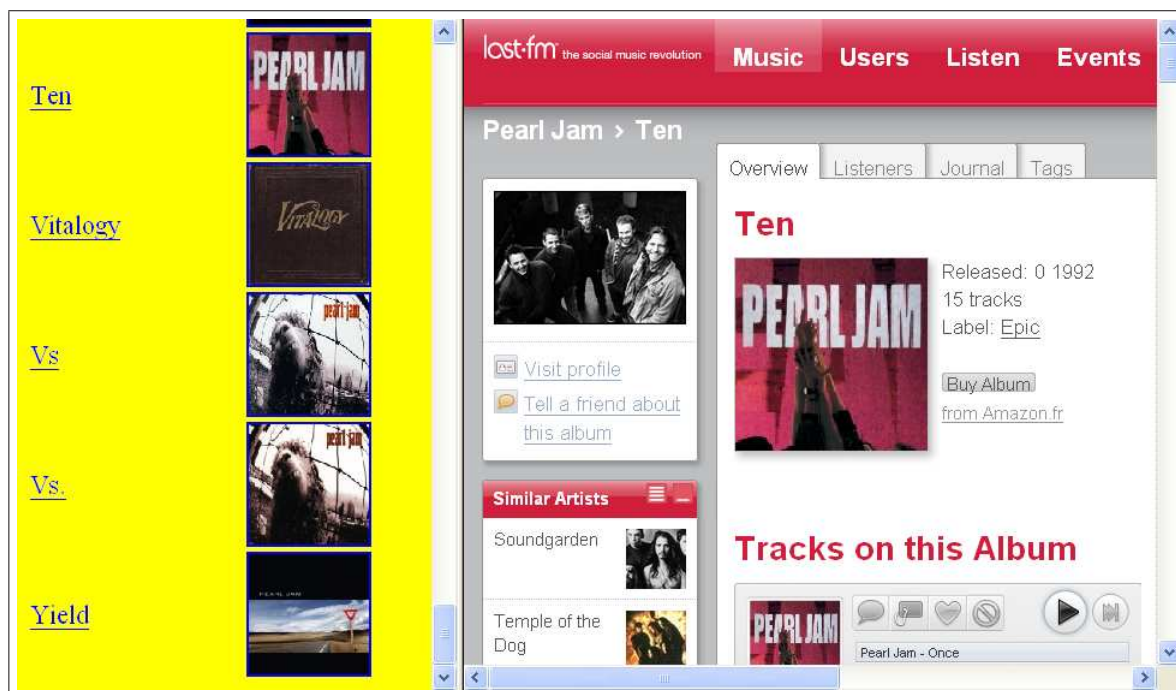 Ten
PEARL JAM
Vitalogy
VITALOGY
Vs
pearl jam
Vs.
pearl jam
Yield
PEARL JAM
last.fm the social music revolution
Music Users Listen Events
Pearl Jam › Ten
Overview Listeners Journal Tags
Visit profile
Tell a friend about
this album
Similar Artists
Soundgarden
Temple of the
Dog
Ten
PEARL JAM
Released: 0 1992
15 tracks
Label: Epic
Buy Album
from Amazon.fr
Tracks on this Album
PEARL JAM
Pearl Jam - Once